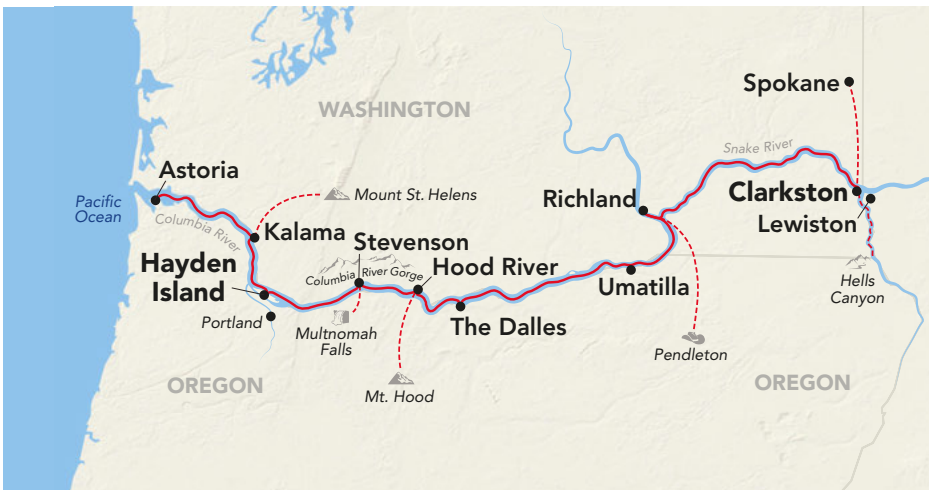 Spokane
WASHINGTON
Snake River
Astoria
Mount St. Helens
Richland
Clarkston
Pacific
Ocean
Columbia River
Lewiston
Kalama
Stevenson
Hayden
Island
Columbia River Gorge
Hood River
Umatilla
Hells
Canyon
Portland
Multnomah
Falls
The Dalles
Pendleton
OREGON
Mt. Hood
OREGON